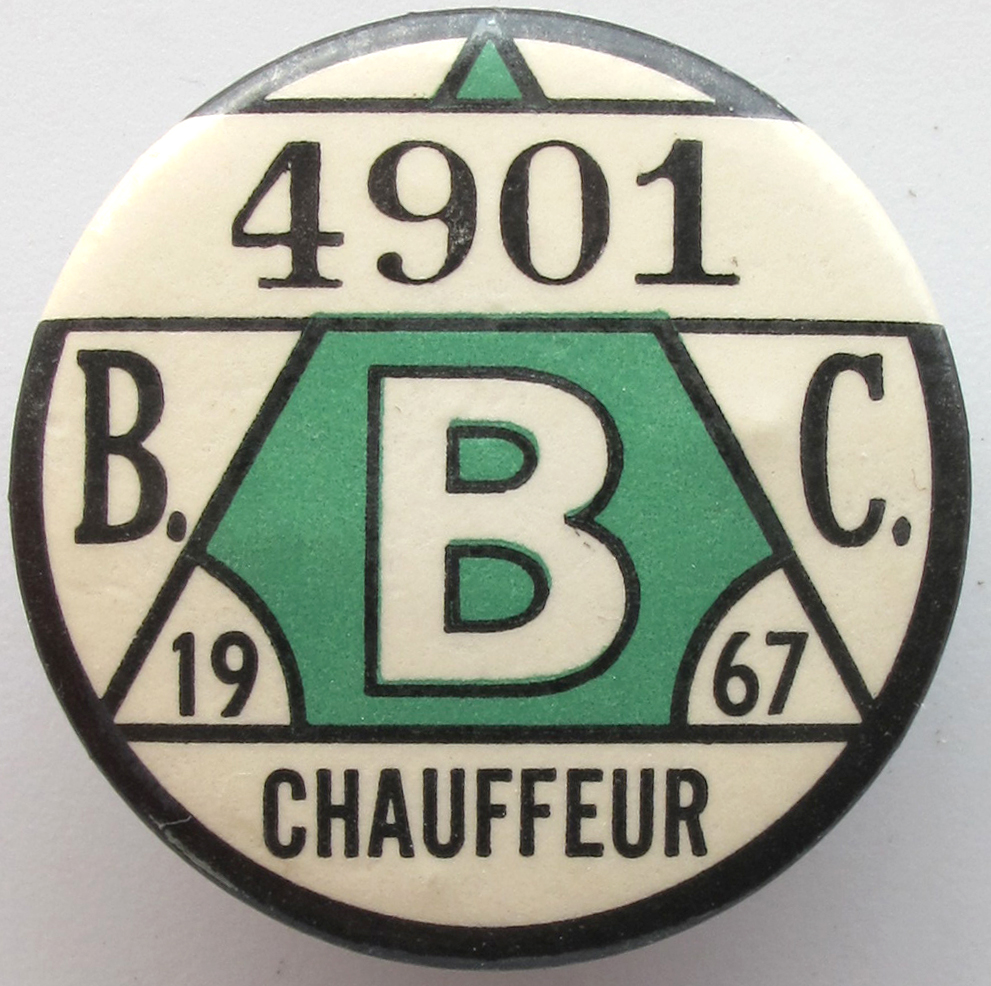 4901
B. C.
B
19 67
CHAUFFEUR